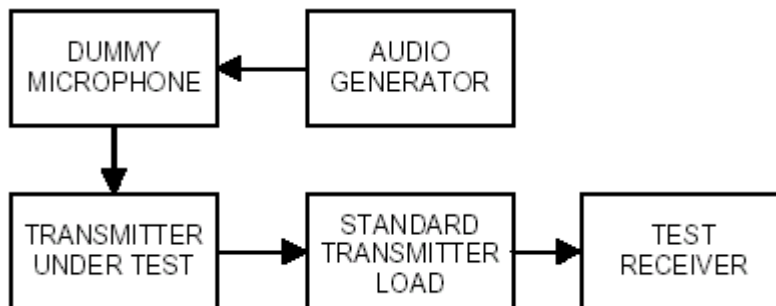 DUMMY
MICROPHONE
AUDIO
GENERATOR
TRANSMITTER
UNDER TEST
STANDARD
TRANSMITTER
LOAD
TEST
RECEIVER